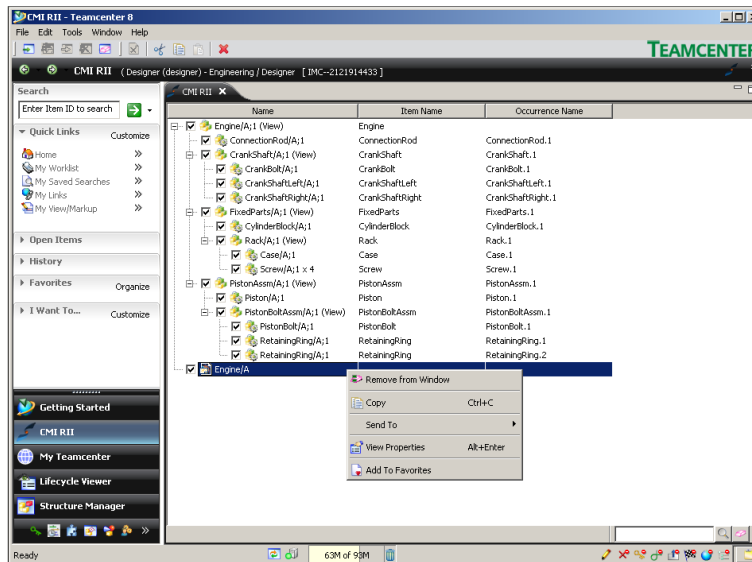 CMI RII - Teamcenter 8
File Edit Tools Window Help
TEAMCENTER
CMI RII ( Designer (designer) - Engineering / Designer [ IMC--2121914433 ] )
Search
Enter Item ID to search
Quick Links Customize
Home
My Worklist
My Saved Searches
My Links
My View/Markup
Open Items
History
Favorites Organize
I Want To... Customize
Getting Started
CMI RII
My Teamcenter
Lifecycle Viewer
Structure Manager
CMI RII
Name Item Name Occurrence Name
Engine/A;1 (View) Engine
ConnectionRod/A;1 ConnectionRod ConnectionRod.1
CrankShaft/A;1 (View) CrankShaft CrankShaft.1
CrankBolt/A;1 CrankBolt CrankBolt.1
CrankShaftLeft/A;1 CrankShaftLeft CrankShaftLeft.1
CrankShaftRight/A;1 CrankShaftRight CrankShaftRight.1
FixedParts/A;1 (View) FixedParts FixedParts.1
CylinderBlock/A;1 CylinderBlock CylinderBlock.1
Rack/A;1 (View) Rack Rack.1
Case/A;1 Case Case.1
Screw/A;1 x 4 Screw Screw.1
PistonAssm/A;1 (View) PistonAssm PistonAssm.1
Piston/A;1 Piston Piston.1
PistonBoltAssm/A;1 (View) PistonBoltAssm PistonBoltAssm.1
PistonBolt/A;1 PistonBolt PistonBolt.1
RetainingRing/A;1 RetainingRing RetainingRing.1
RetainingRing/A;1 RetainingRing RetainingRing.2
Engine/A
Remove from Window
Copy Ctrl+C
Send To
View Properties Alt+Enter
Add To Favorites
Ready 63M of 93M